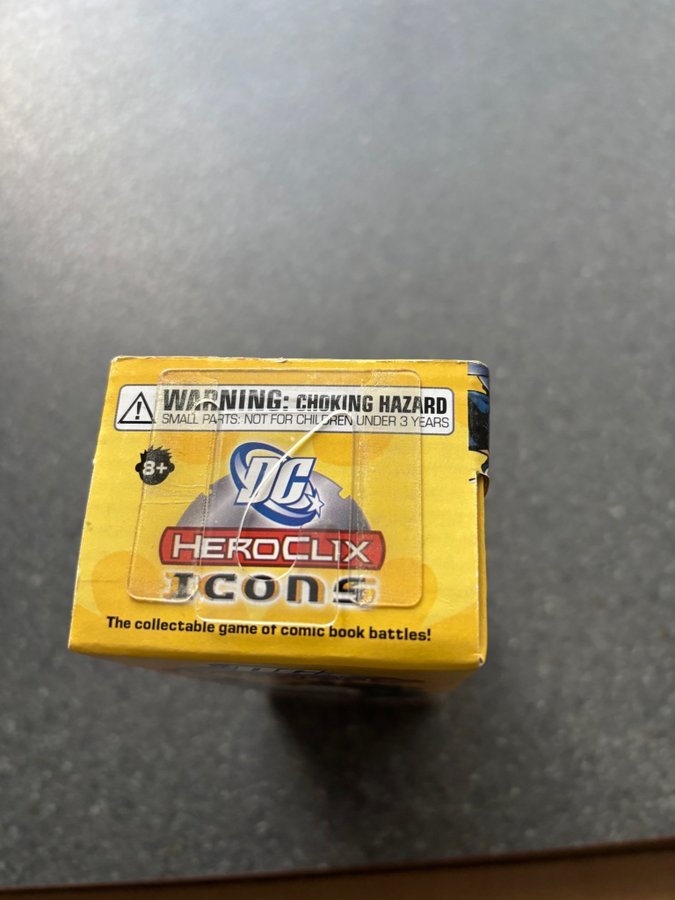 WARNING: CHOKING HAZARD
SMALL PARTS: NOT FOR CHILDREN UNDER 3 YEARS
8+
DC
HEROCLIX
ICONS
The collectable game of comic book battles!